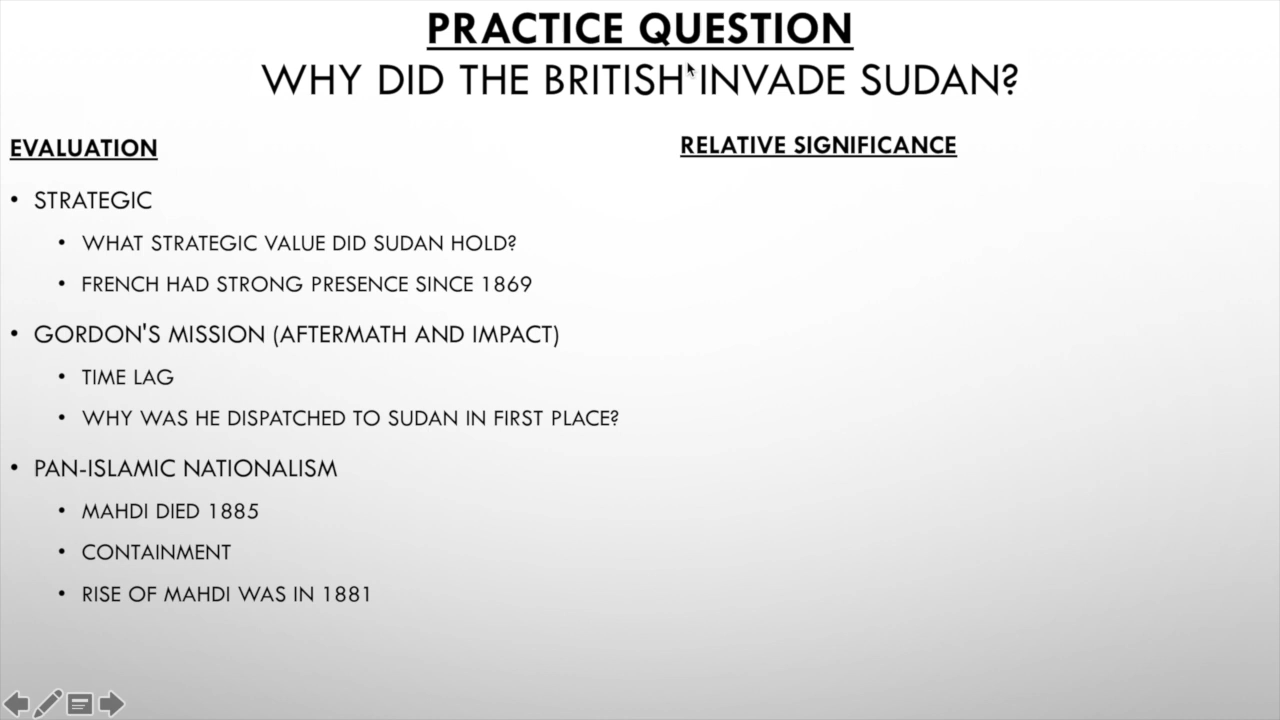 PRACTICE QUESTION
WHY DID THE BRITISH INVADE SUDAN?
EVALUATION
• STRATEGIC
• WHAT STRATEGIC VALUE DID SUDAN HOLD?
• FRENCH HAD STRONG PRESENCE SINCE 1869
• GORDON'S MISSION (AFTERMATH AND IMPACT)
• TIME LAG
• WHY WAS HE DISPATCHED TO SUDAN IN FIRST PLACE?
• PAN-ISLAMIC NATIONALISM
• MAHDI DIED 1885
• CONTAINMENT
• RISE OF MAHDI WAS IN 1881
RELATIVE SIGNIFICANCE